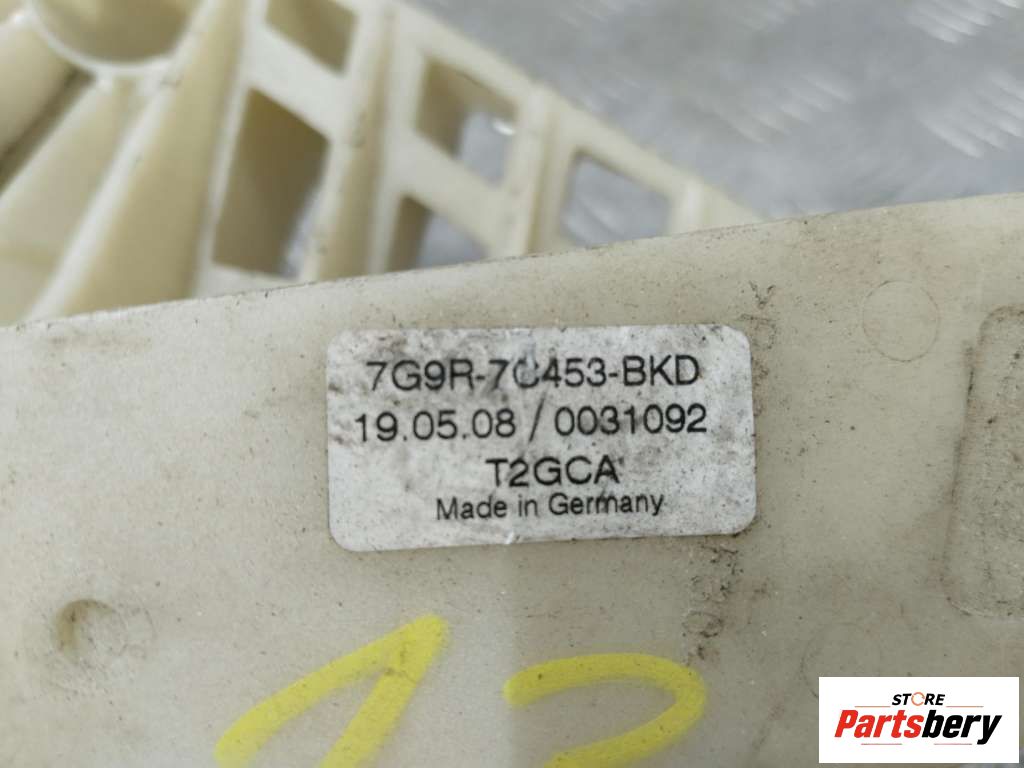 7G9R-7C453-BKD
19.05.08 / 0031092
T2GCA
Made in Germany
STORE
Partsbery